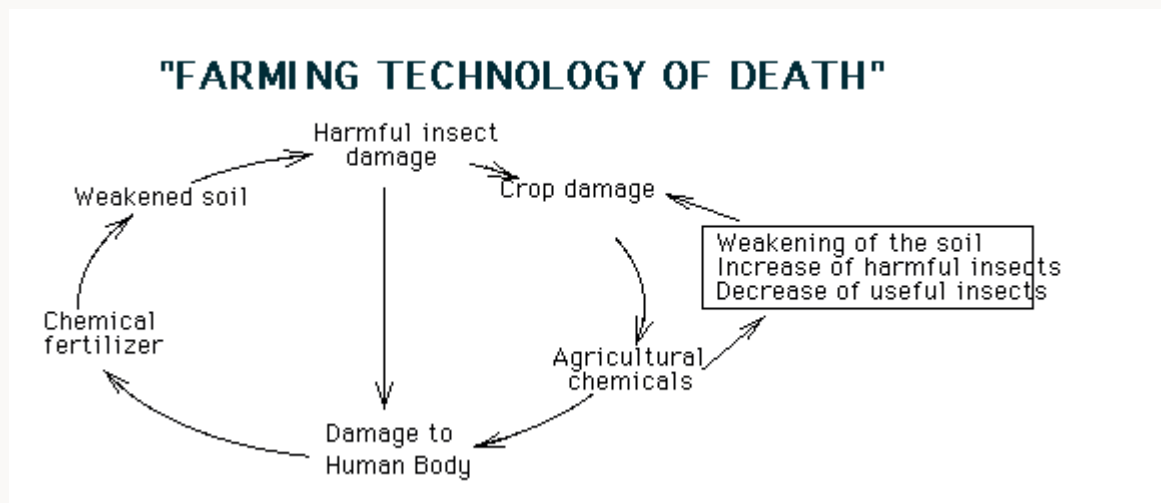 "FARMING TECHNOLOGY OF DEATH"
Harmful insect
damage
Crop damage
Weakened soil
Weakening of the soil
Increase of harmful insects
Decrease of useful insects
Chemical
fertilizer
Agricultural
chemicals
Damage to
Human Body